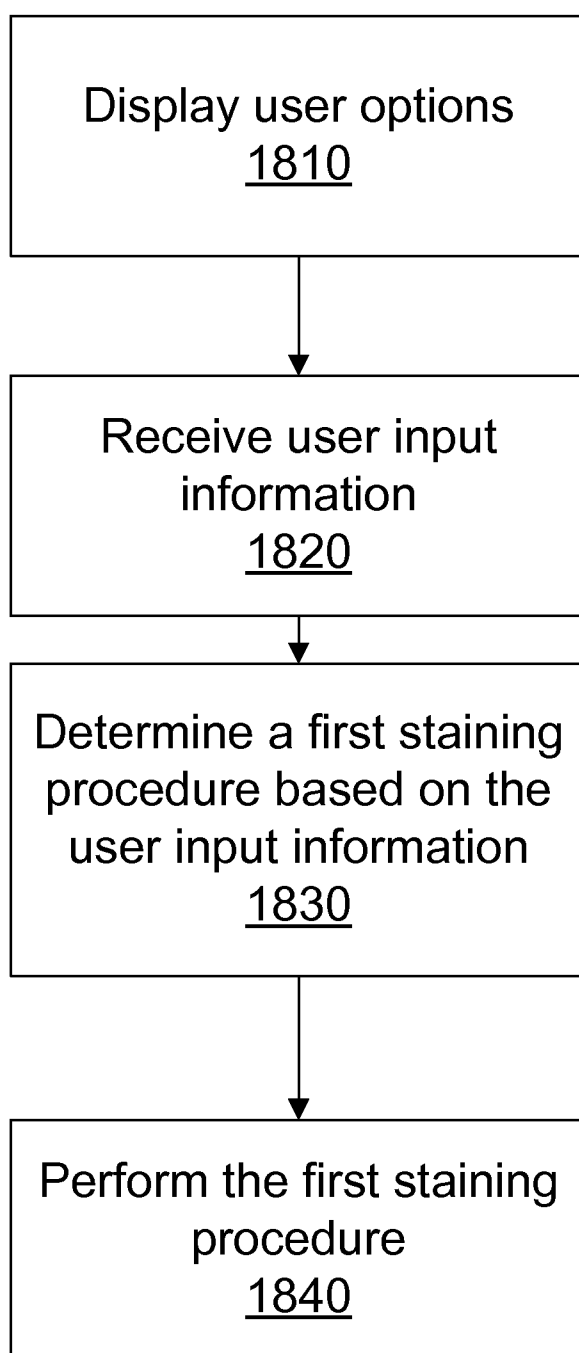 Display user options
1810
Receive user input
information
1820
Determine a first staining
procedure based on the
user input information
1830
Perform the first staining
procedure
1840